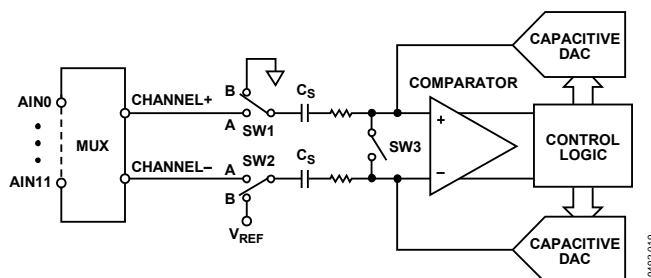 CAPACITIVE
DAC
COMPARATOR
B
CS
AIN0
CHANNEL+
A
SW1
+
MUX
SW3
CONTROL
LOGIC
CHANNEL–
A
SW2
CS
–
AIN11
B
VREF
CAPACITIVE
DAC